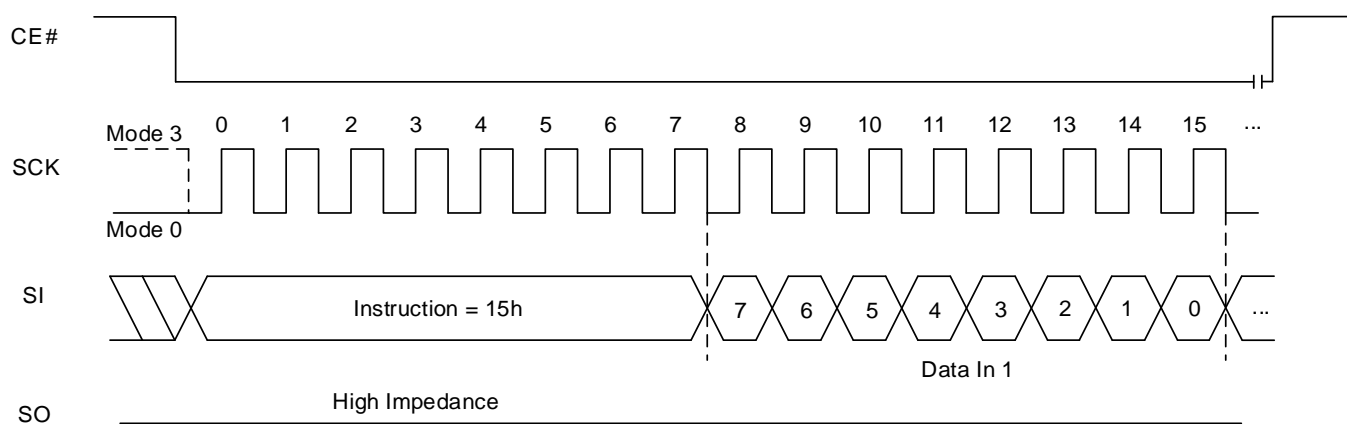 CE#
Mode 3 0 1 2 3 4 5 6 7 8 9 10 11 12 13 14 15 ...
SCK
Mode 0
SI Instruction = 15h 7 6 5 4 3 2 1 0 ...
Data In 1
High Impedance
SO